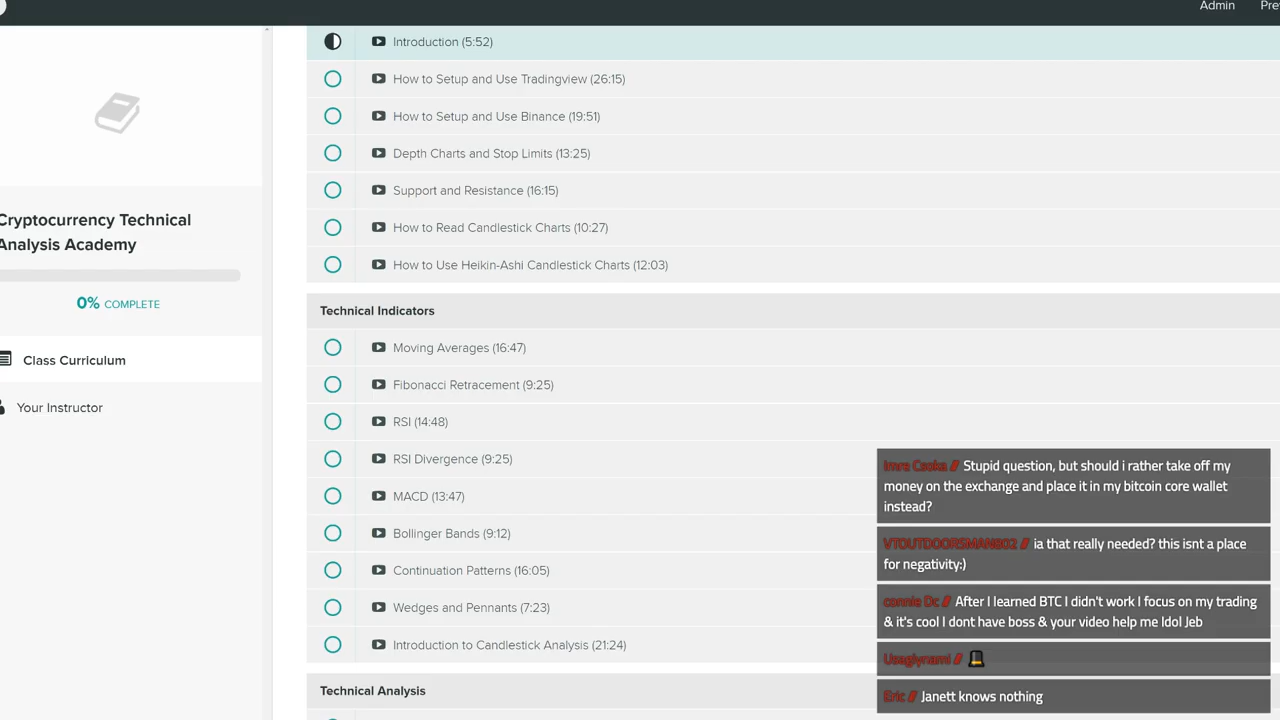 Admin
Introduction (5:52)
How to Setup and Use Tradingview (26:15)
How to Setup and Use Binance (19:51)
Depth Charts and Stop Limits (13:25)
Support and Resistance (16:15)
How to Read Candlestick Charts (10:27)
How to Use Heikin-Ashi Candlestick Charts (12:03)
Cryptocurrency Technical
Analysis Academy
0% COMPLETE
Class Curriculum
Your Instructor
Technical Indicators
Moving Averages (16:47)
Fibonacci Retracement (9:25)
RSI (14:48)
RSI Divergence (9:25)
MACD (13:47)
Bollinger Bands (9:12)
Continuation Patterns (16:05)
Wedges and Pennants (7:23)
Introduction to Candlestick Analysis (21:24)
Technical Analysis
Imre Csoka // Stupid question, but should i rather take off my
money on the exchange and place it in my bitcoin core wallet
instead?
VTOUTDOORSMAN802 // ia that really needed? this isnt a place
for negativity:)
connie Dc // After I learned BTC I didn't work I focus on my trading
& it's cool I dont have boss & your video help me Idol Jeb
Usaglynami //
Eric // Janett knows nothing